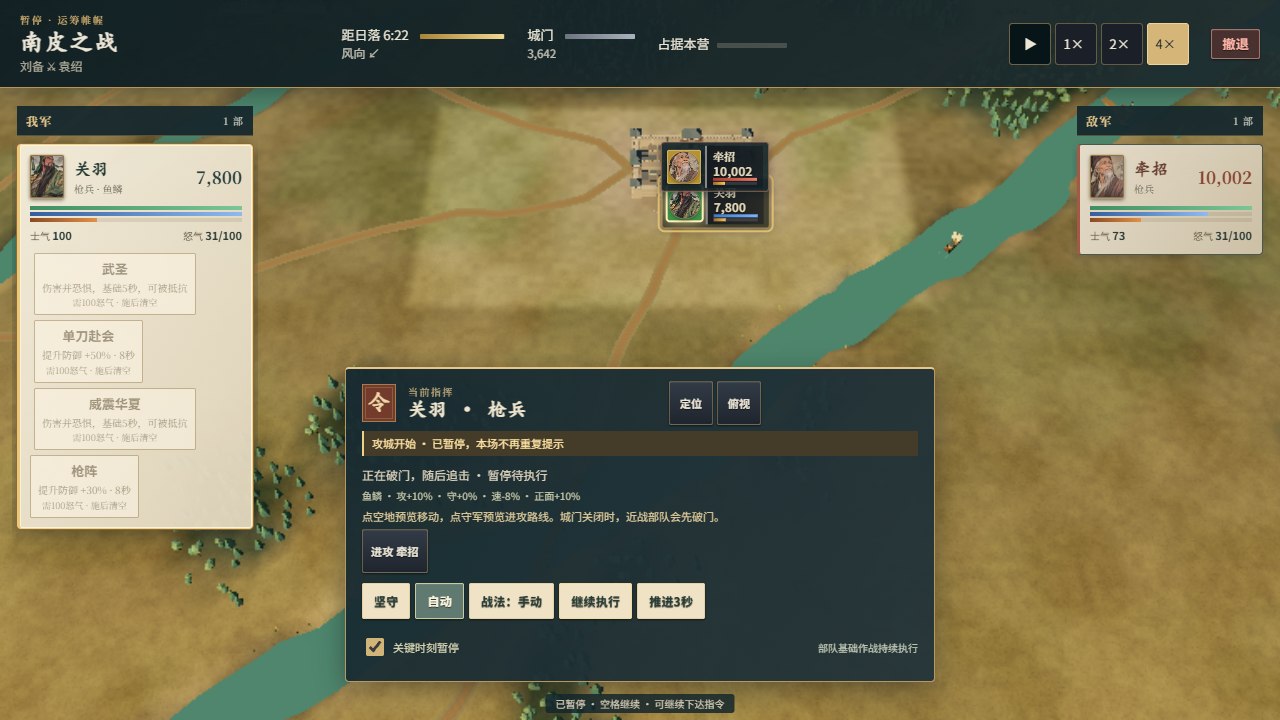 暂停 · 运筹帷幄
南皮之战
刘备 ⚔ 袁绍
距日落 6:22
风向 ↙
城门
3,642
占据本营
▶
1×
2×
4×
撤退
我军
1 部
关羽
枪兵 · 鱼鳞
7,800
士气 100
怒气 31/100
武圣
伤害并恐惧，基础5秒，可被抵抗
需100怒气 · 施后清空
单刀赴会
提升防御 +50% · 8秒
需100怒气 · 施后清空
威震华夏
伤害并恐惧，基础5秒，可被抵抗
需100怒气 · 施后清空
枪阵
提升防御 +30% · 8秒
需100怒气 · 施后清空
牵招
10,002
关羽
7,800
敌军
1 部
牵招
枪兵
10,002
士气 73
怒气 31/100
令
当前指挥
关羽 • 枪兵
定位
俯视
攻城开始 · 已暂停，本场不再重复提示
正在破门，随后追击 · 暂停待执行
鱼鳞 · 攻+10% · 守+0% · 速-8% · 正面+10%
点空地预览移动，点守军预览进攻路线。城门关闭时，近战部队会先破门。
进攻 牵招
坚守
自动
战法：手动
继续执行
推进3秒
关键时刻暂停
部队基础作战持续执行
已暂停 · 空格继续 · 可继续下达指令